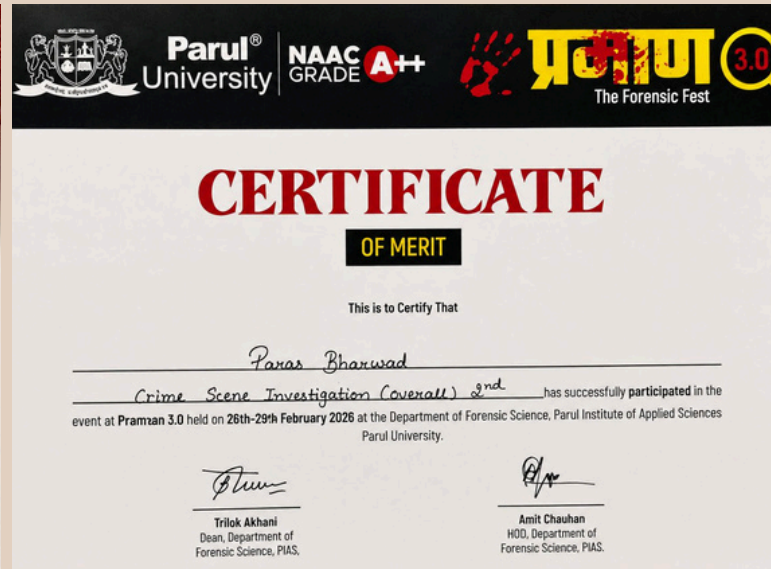 Parul®
University
NAAC
GRADE A++
प्रमाण 3.0
The Forensic Fest
CERTIFICATE
OF MERIT
This is to Certify That
Paras Bharwad
Crime Scene Investigation (overall) 2nd has successfully participated in the
event at Pramzan 3.0 held on 26th-29th February 2026 at the Department of Forensic Science, Parul Institute of Applied Sciences
Parul University.
Trilok Akhani
Dean, Department of
Forensic Science, PIAS,
Amit Chauhan
HOD, Department of
Forensic Science, PIAS.